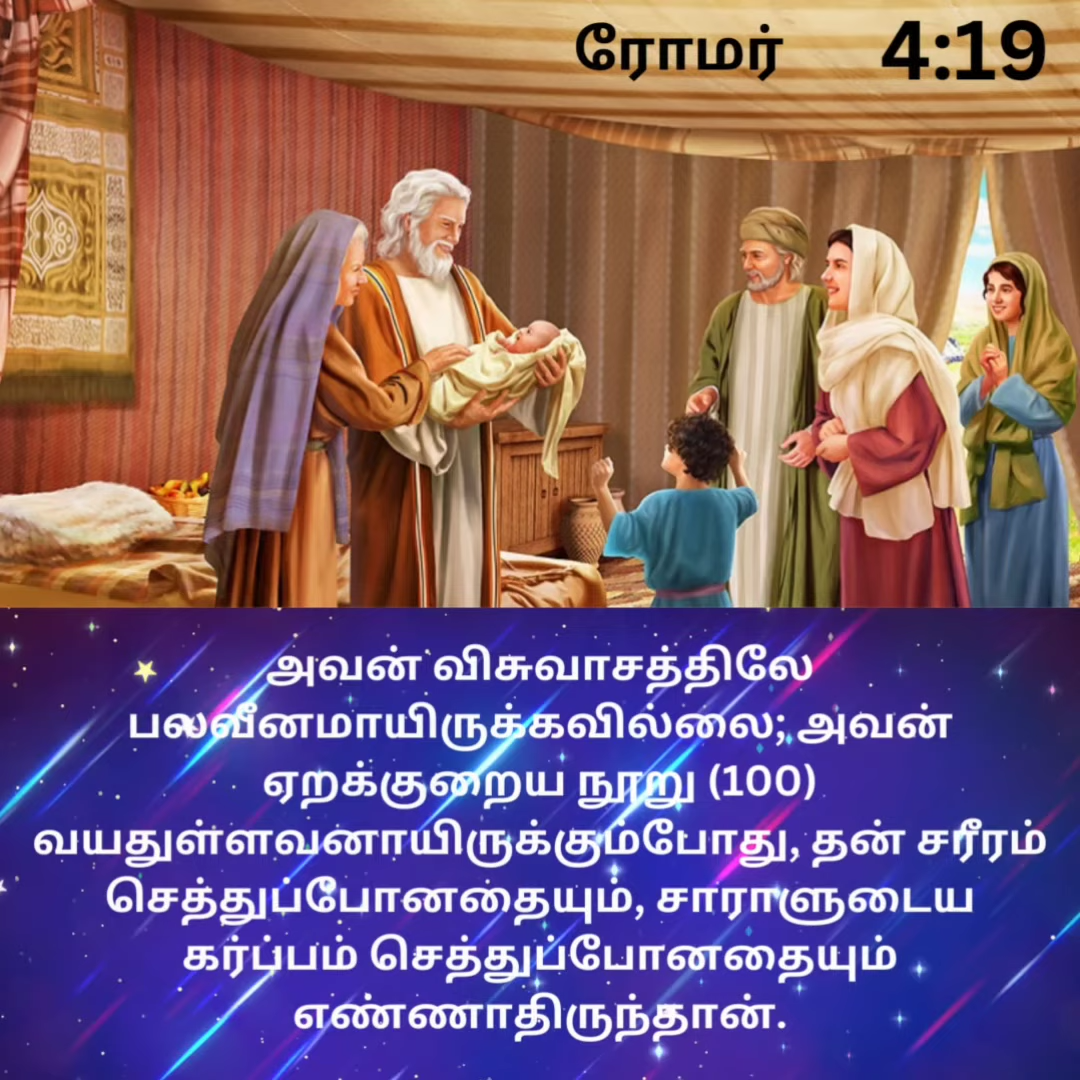 ரோமர் 4:19
அவன் விசுவாசத்திலே
பலவீனமாயிருக்கவில்லை; அவன்
ஏறக்குறைய நூறு (100)
வயதுள்ளவனாயிருக்கும்போது, தன் சரீரம்
செத்துப்போனதையும், சாராளுடைய
கர்ப்பம் செத்துப்போனதையும்
எண்ணாதிருந்தான்.